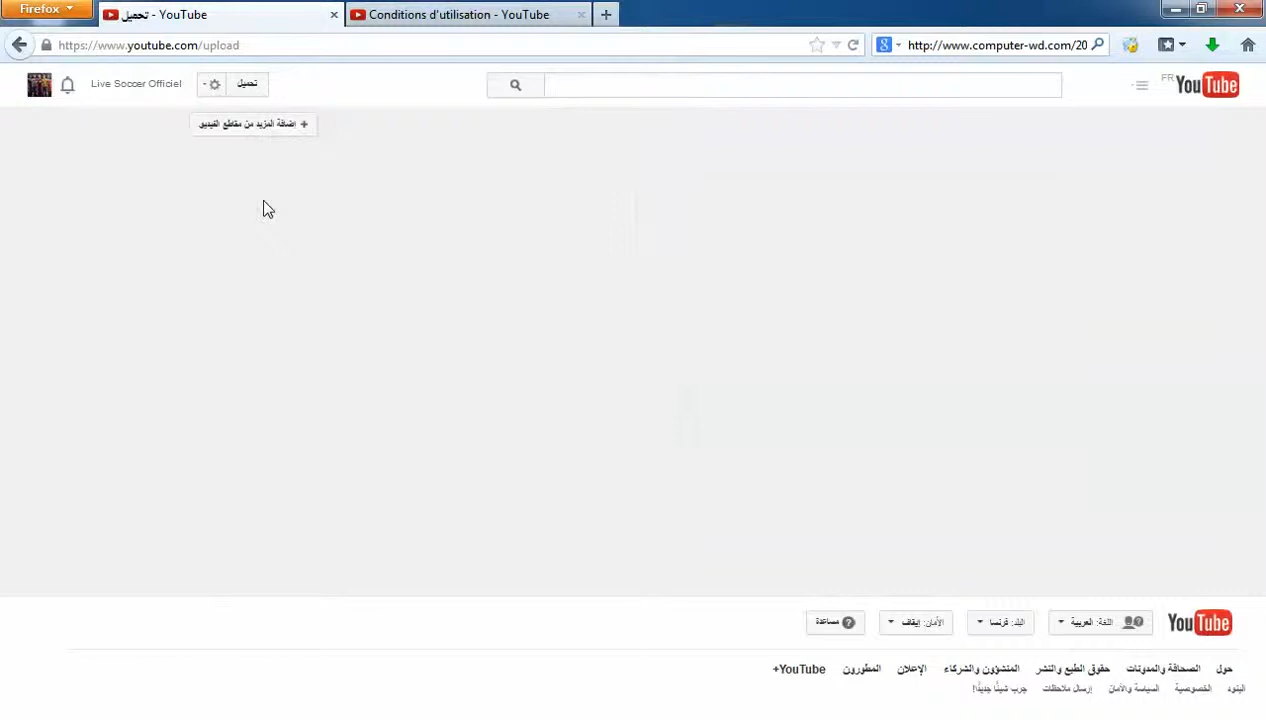 Firefox
تحميل - YouTube
Conditions d'utilisation - YouTube
https://www.youtube.com/upload
http://www.computer-wd.com/20
Live Soccer Officiel
تحميل
FR
YouTube
+ إضافة المزيد من مقاطع الفيديو
YouTube
اللغة: العربية
البلد: فرنسا
الأمان: إيقاف
مساعدة
حول الصحافة والمدونات حقوق الطبع والنشر المنشؤون والشركاء الإعلان المطورون YouTube+
البنود الخصوصية السياسة والأمان إرسال ملاحظات جرب شيئًا جديدًا!